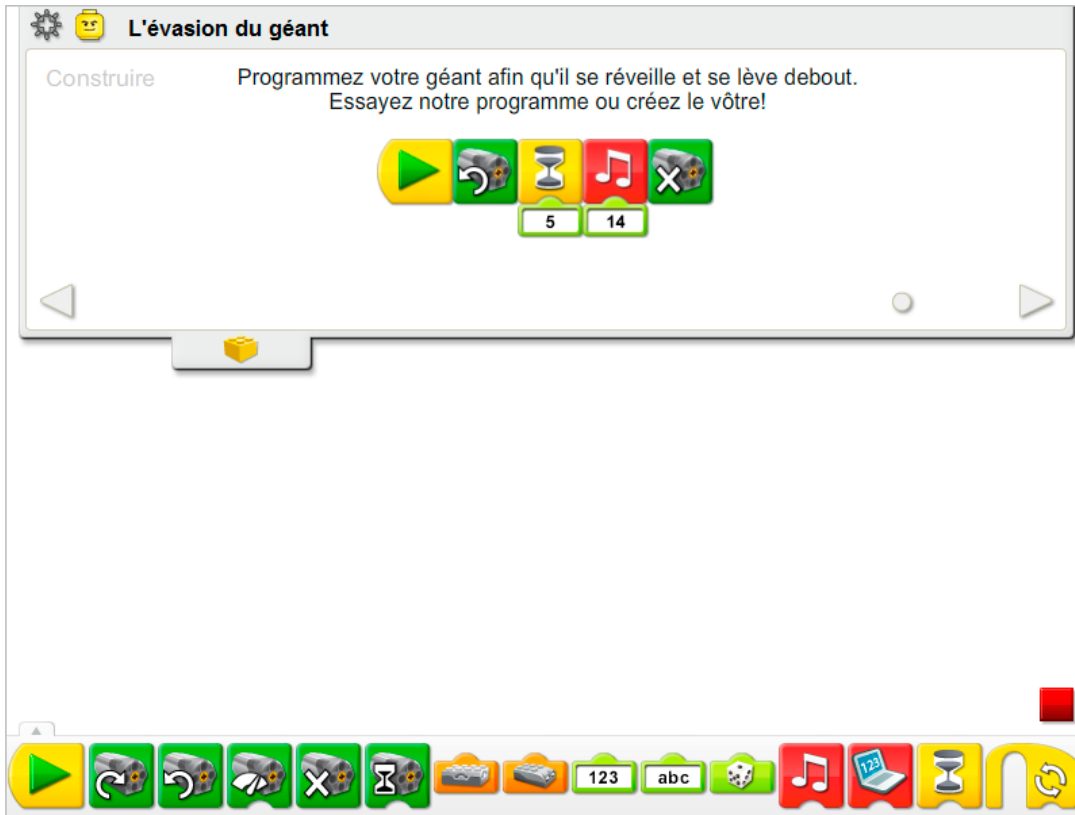 L'évasion du géant
Construire
Programmez votre géant afin qu'il se réveille et se lève debout.
Essayez notre programme ou créez le vôtre!
5 14
123 abc 123